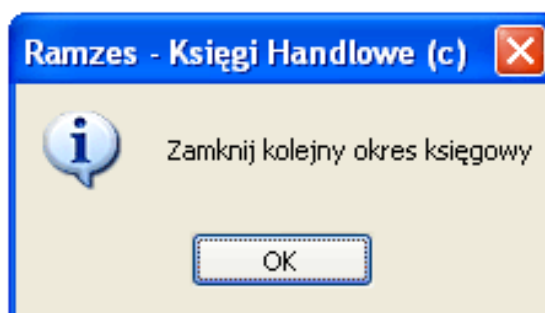 Ramzes - Księgi Handlowe (c)
Zamknij kolejny okres księgowy
OK